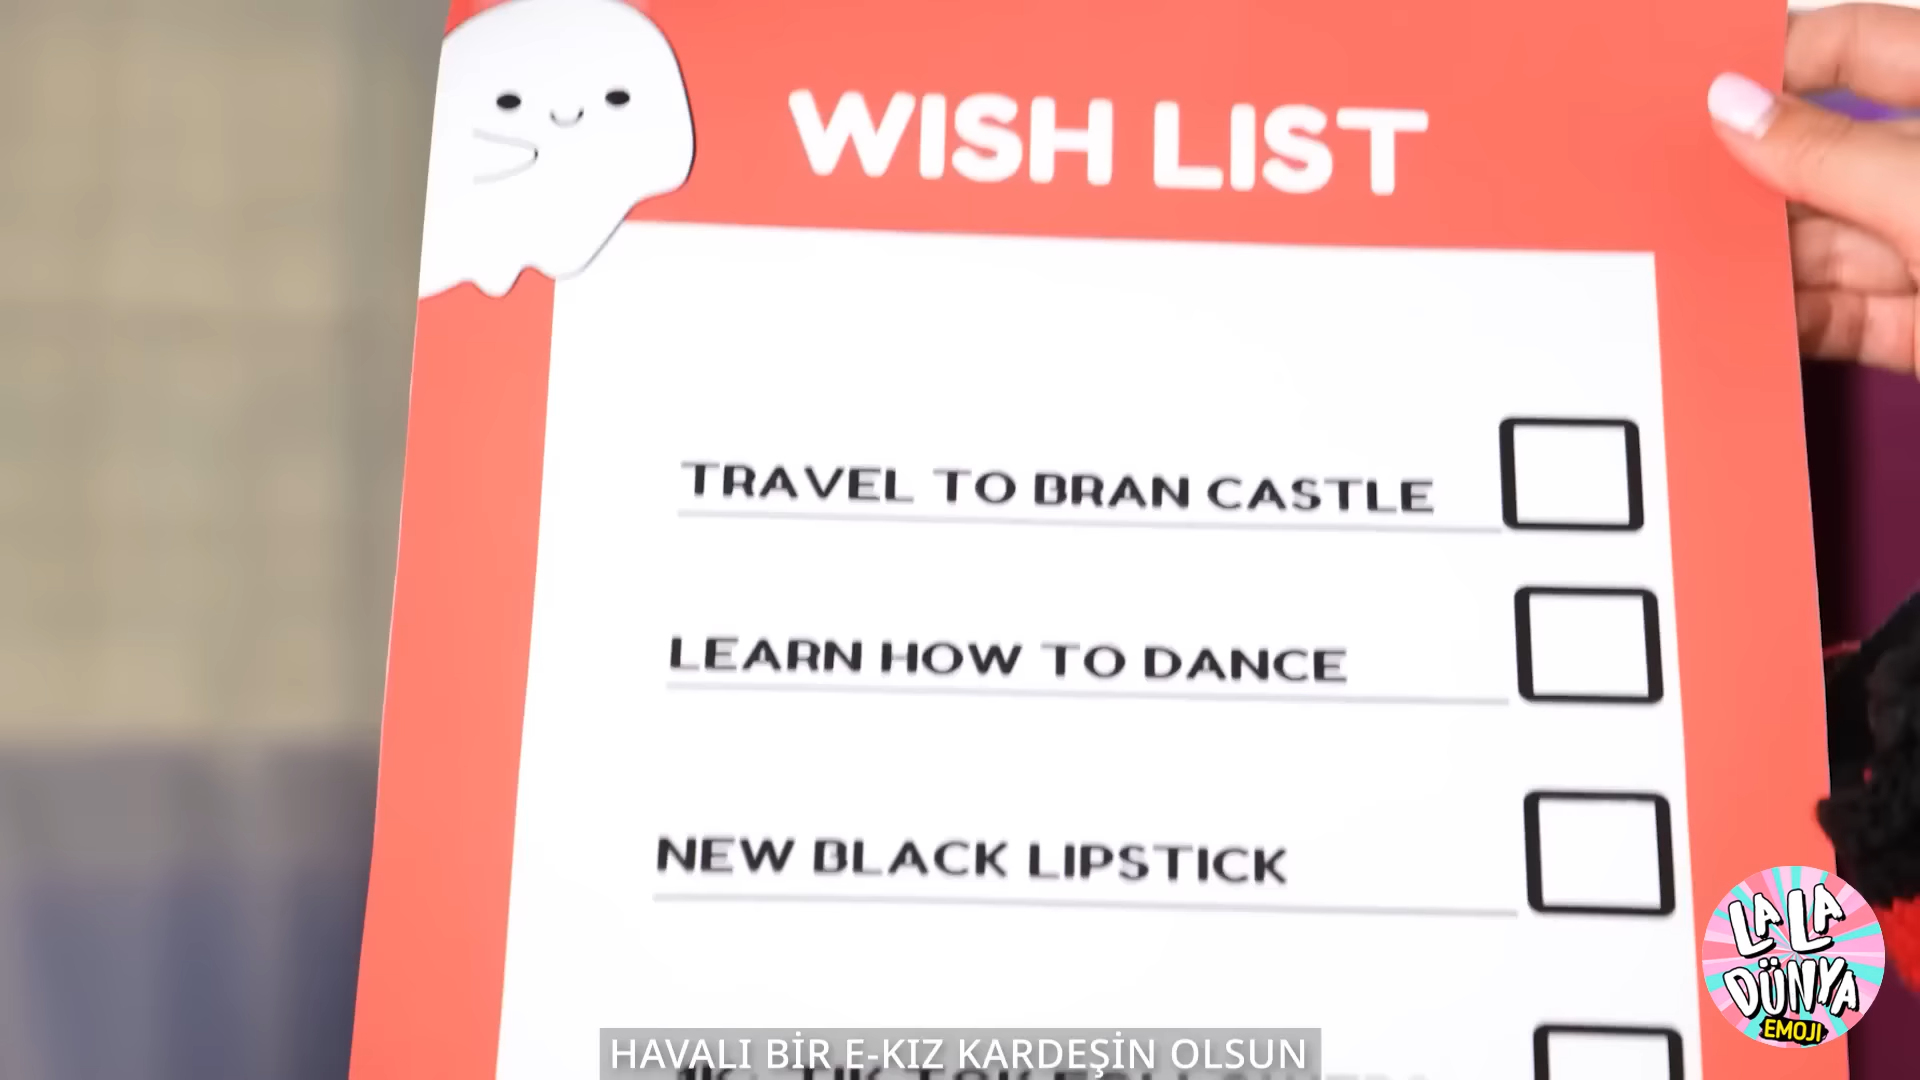 WISH LIST
TRAVEL TO BRAN CASTLE
LEARN HOW TO DANCE
NEW BLACK LIPSTICK
HAVALI BİR E-KIZ KARDEŞİN OLSUN
LA LA
DÜNYA
EMOJI